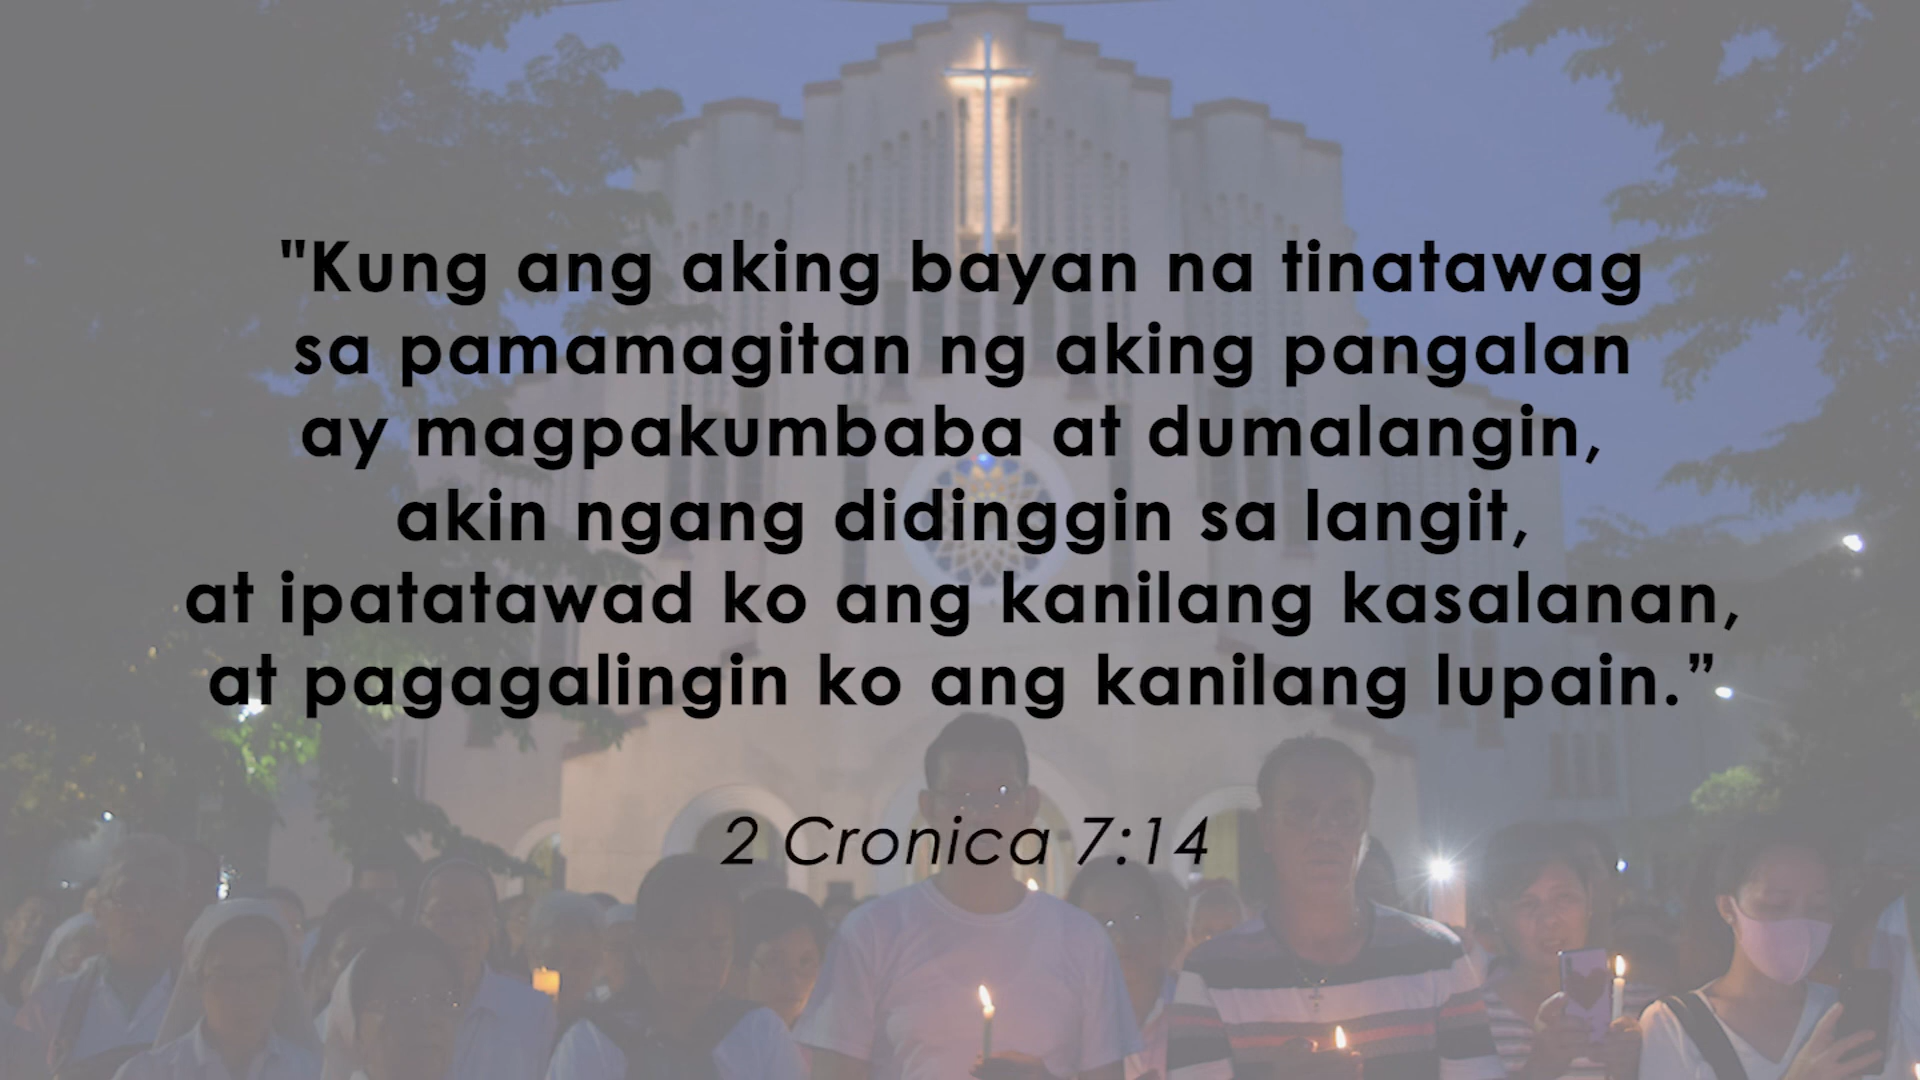 "Kung ang aking bayan na tinatawag
sa pamamagitan ng aking pangalan
ay magpakumbaba at dumalangin,
akin ngang didinggin sa langit,
at ipatatawad ko ang kanilang kasalanan,
at pagagalingin ko ang kanilang lupain.”
2 Cronica 7:14